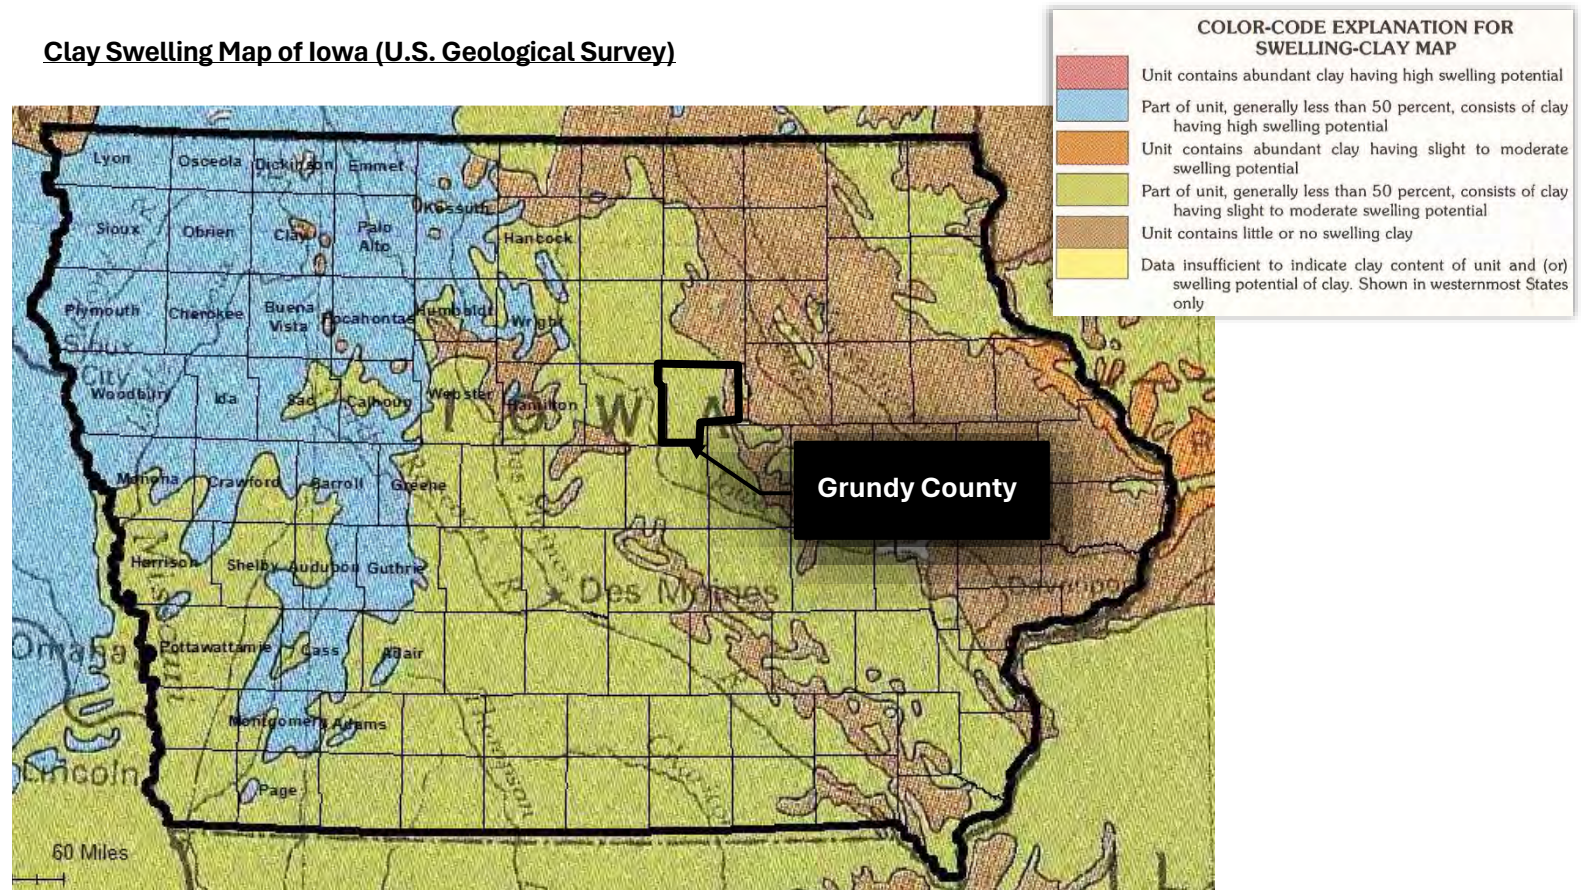 Clay Swelling Map of Iowa (U.S. Geological Survey)
COLOR-CODE EXPLANATION FOR
SWELLING-CLAY MAP
Unit contains abundant clay having high swelling potential
Part of unit, generally less than 50 percent, consists of clay
having high swelling potential
Unit contains abundant clay having slight to moderate
swelling potential
Part of unit, generally less than 50 percent, consists of clay
having slight to moderate swelling potential
Unit contains little or no swelling clay
Data insufficient to indicate clay content of unit and (or)
swelling potential of clay. Shown in westernmost States
only
Lyon Osceola Dickinson Emmet
Kossuth
Sioux Obrien Clay Palo
Alto
Hancock
Plymouth Cherokee Buena
Vista Pocahontas Humboldt Wright
Sioux
City
Woodbury Ida Sac Calhoun Webster Hamilton
I O W A
Monona Crawford Carroll Greene
Grundy County
Iowa
Des Moines
Harrison Shelby Audubon Guthrie
Des Moines
Davenport
Missouri
Omaha
Pottawattamie Cass Adair
Montgomery Adams
Thompson
Chariton
Lincoln
Page
60 Miles